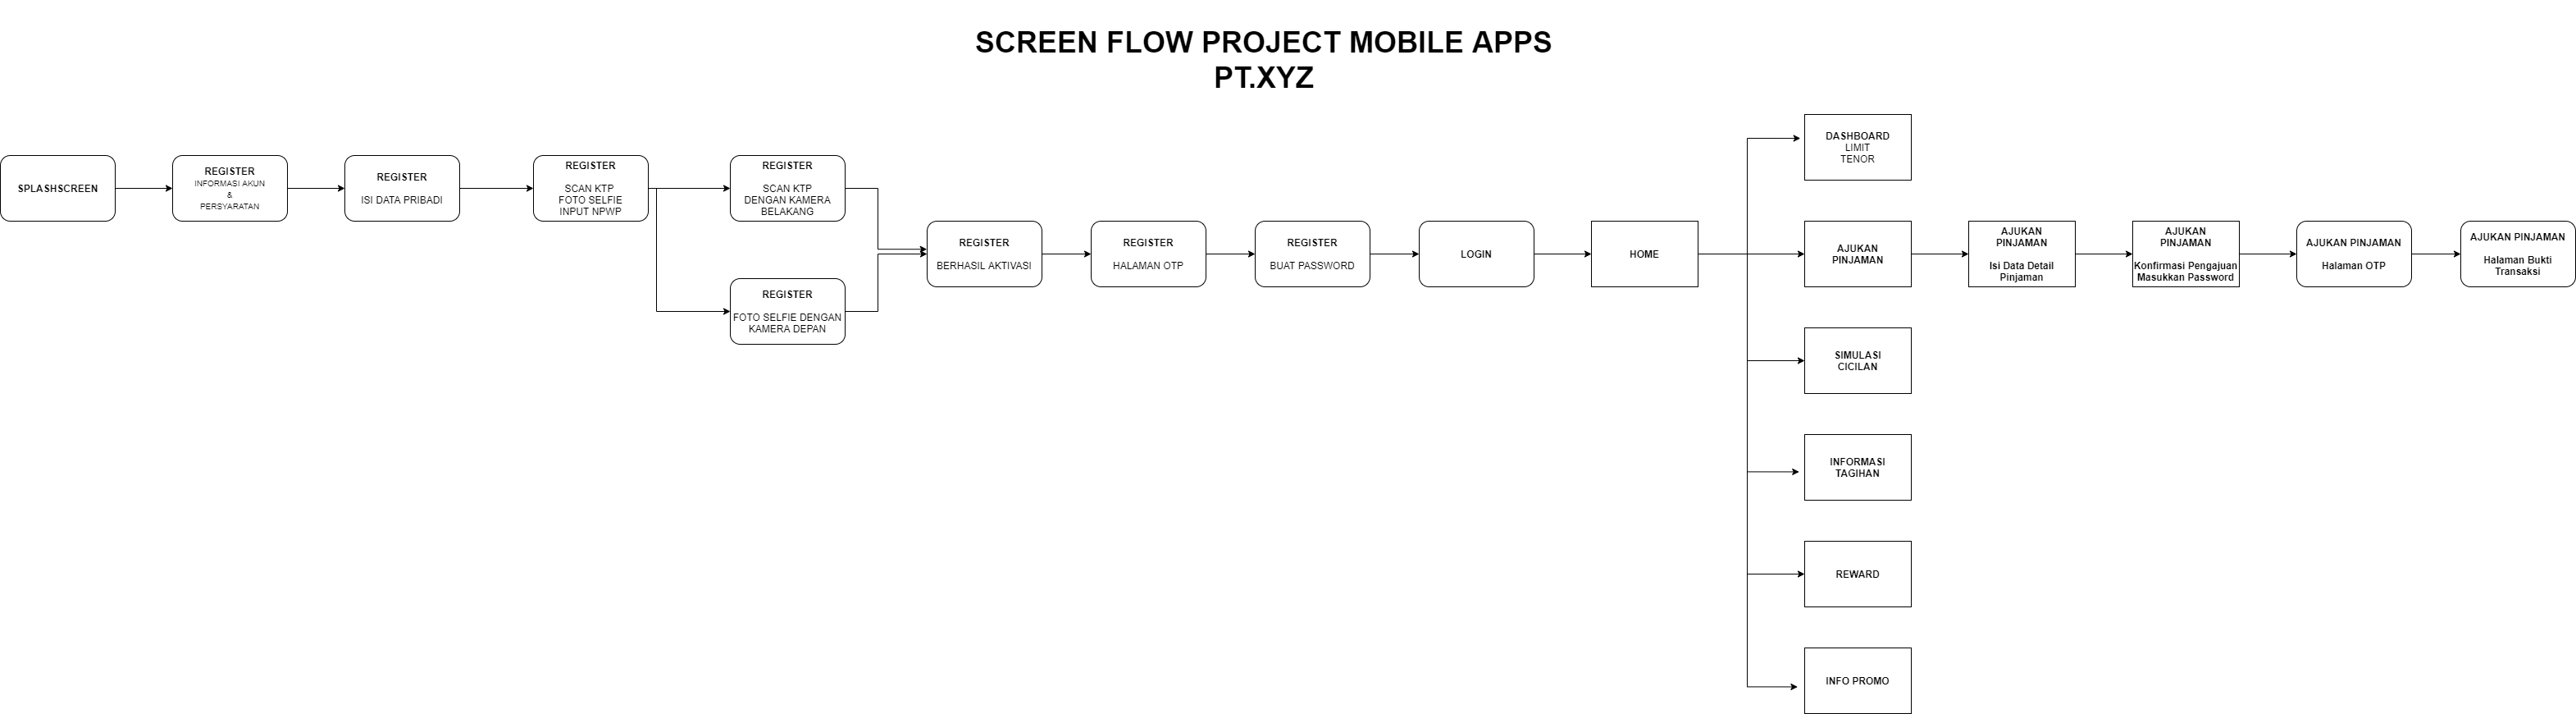 SCREEN FLOW PROJECT MOBILE APPS
PT.XYZ
SPLASHSCREEN
REGISTER
INFORMASI AKUN
&
PERSYARATAN
REGISTER
ISI DATA PRIBADI
REGISTER
SCAN KTP
FOTO SELFIE
INPUT NPWP
REGISTER
SCAN KTP
DENGAN KAMERA
BELAKANG
REGISTER
FOTO SELFIE DENGAN
KAMERA DEPAN
REGISTER
BERHASIL AKTIVASI
REGISTER
HALAMAN OTP
REGISTER
BUAT PASSWORD
LOGIN
HOME
DASHBOARD
LIMIT
TENOR
AJUKAN
PINJAMAN
AJUKAN
PINJAMAN
Isi Data Detail
Pinjaman
AJUKAN
PINJAMAN
Konfirmasi Pengajuan
Masukkan Password
AJUKAN PINJAMAN
Halaman OTP
AJUKAN PINJAMAN
Halaman Bukti
Transaksi
SIMULASI
CICILAN
INFORMASI
TAGIHAN
REWARD
INFO PROMO